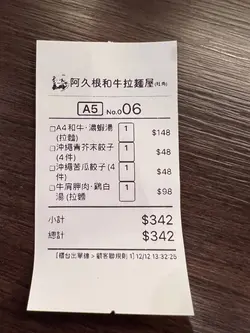 阿久根和牛拉麵屋(旺角)
A5 No.006
□A4和牛·濃蝦湯 1 $148
(拉麵)
□沖繩青芥末餃子 1 $48
(4件)
□沖繩苦瓜餃子(4 1 $48
件)
□牛肩胛肉·鷄白 1 $98
湯(拉麵
小計 $342
總計 $342
[櫃台出單線 > 顧客聯規則 1] 12/12 13:32:25